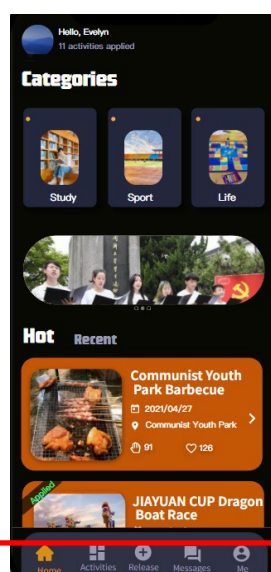 Hello, Evelyn
11 activities applied
Categories
Study Sport Life
Hot Recent
Communist Youth
Park Barbecue
2021/04/27
Communist Youth Park
91 126
Applied
JIAYUAN CUP Dragon
Boat Race
Home Activities Release Messages Me